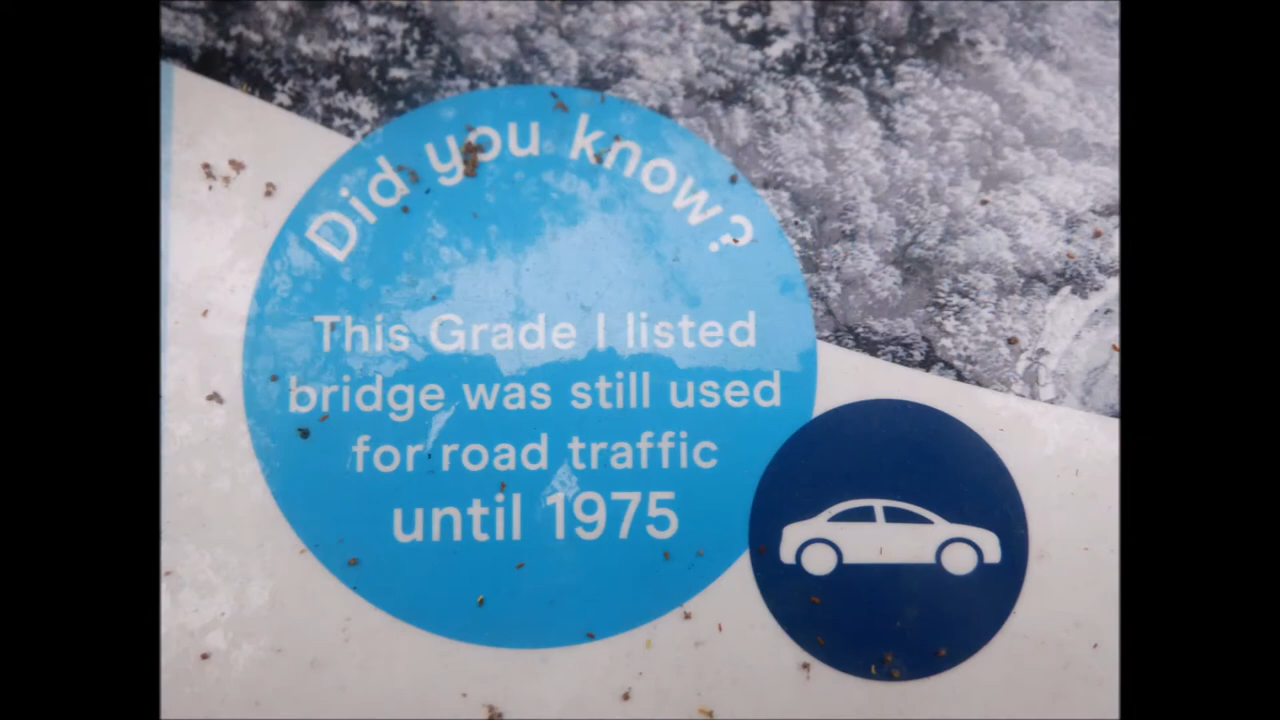 Did you know?
This Grade I listed
bridge was still used
for road traffic
until 1975